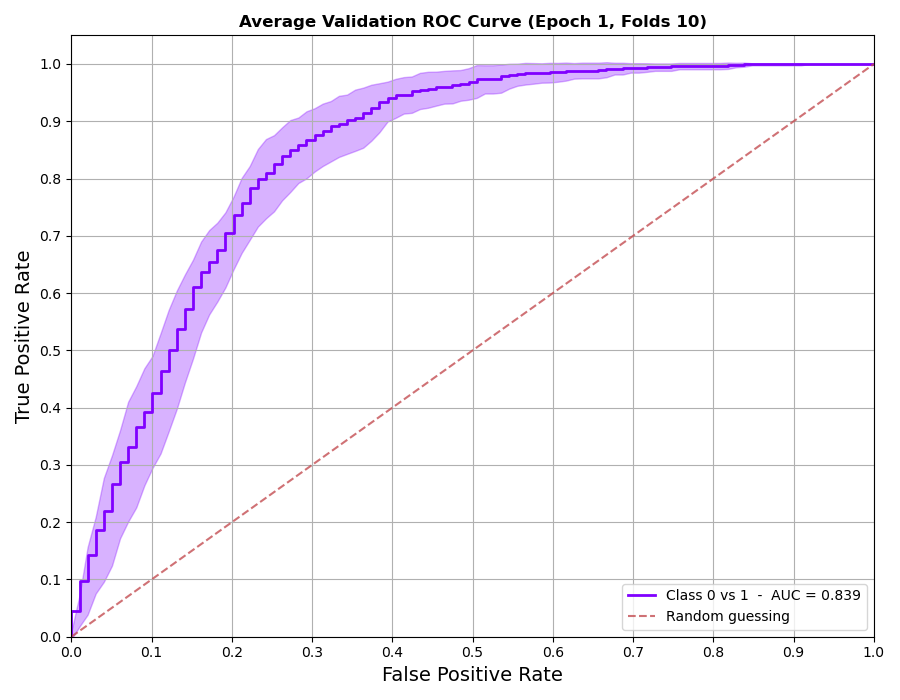 Average Validation ROC Curve (Epoch 1, Folds 10)
True Positive Rate
1.0
0.9
0.8
0.7
0.6
0.5
0.4
0.3
0.2
0.1
0.0
Class 0 vs 1  -  AUC = 0.839
Random guessing
0.0 0.1 0.2 0.3 0.4 0.5 0.6 0.7 0.8 0.9 1.0
False Positive Rate